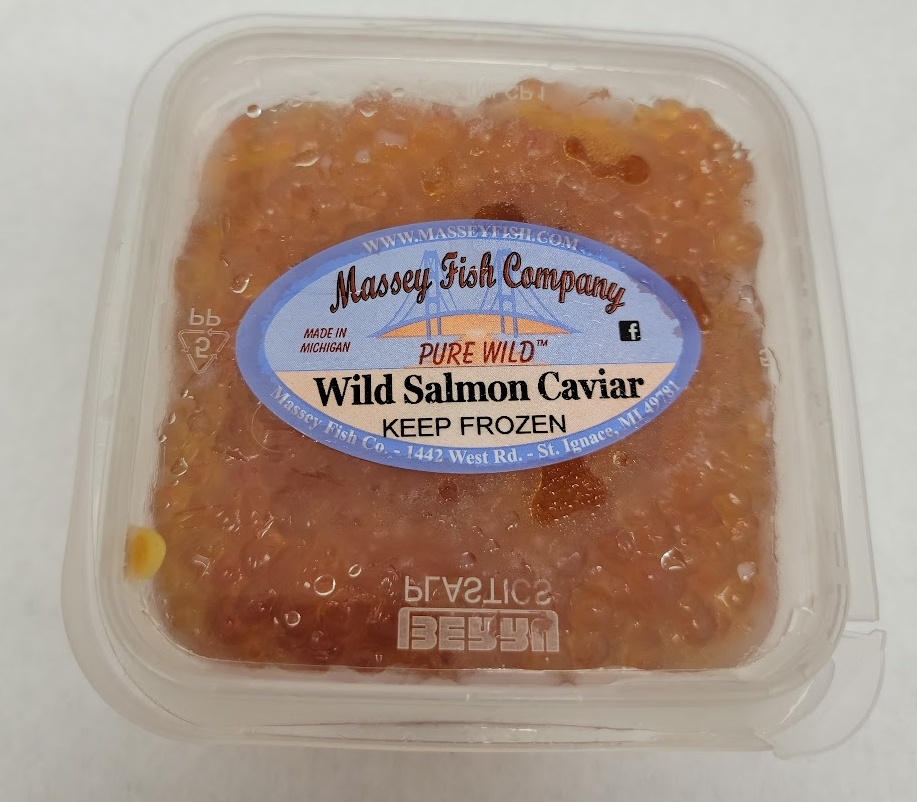 WWW.MASSEYFISH.COM
Massey Fish Company
MADE IN
MICHIGAN
f
PURE WILD™
Wild Salmon Caviar
KEEP FROZEN
Massey Fish Co. - 1442 West Rd. - St. Ignace, MI 49781
PP
5
PLASTICS
BERRY